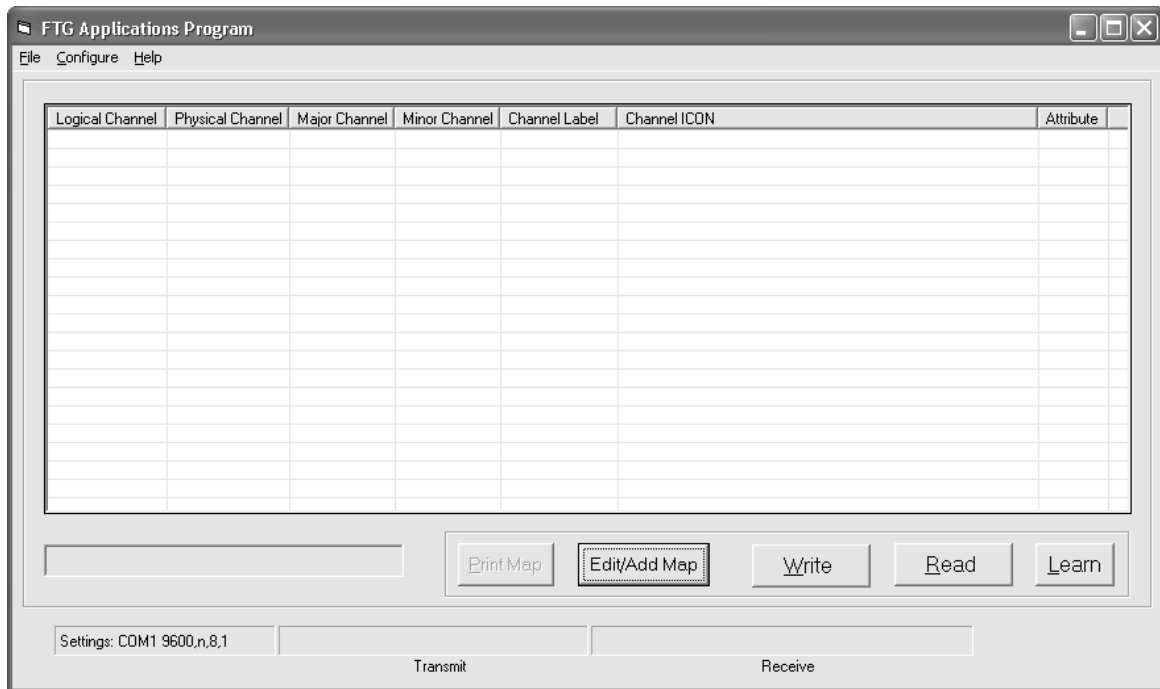 FTG Applications Program
File Configure Help
Logical Channel Physical Channel Major Channel Minor Channel Channel Label Channel ICON Attribute
Print Map Edit/Add Map Write Read Learn
Settings: COM1 9600,n,8,1
Transmit Receive